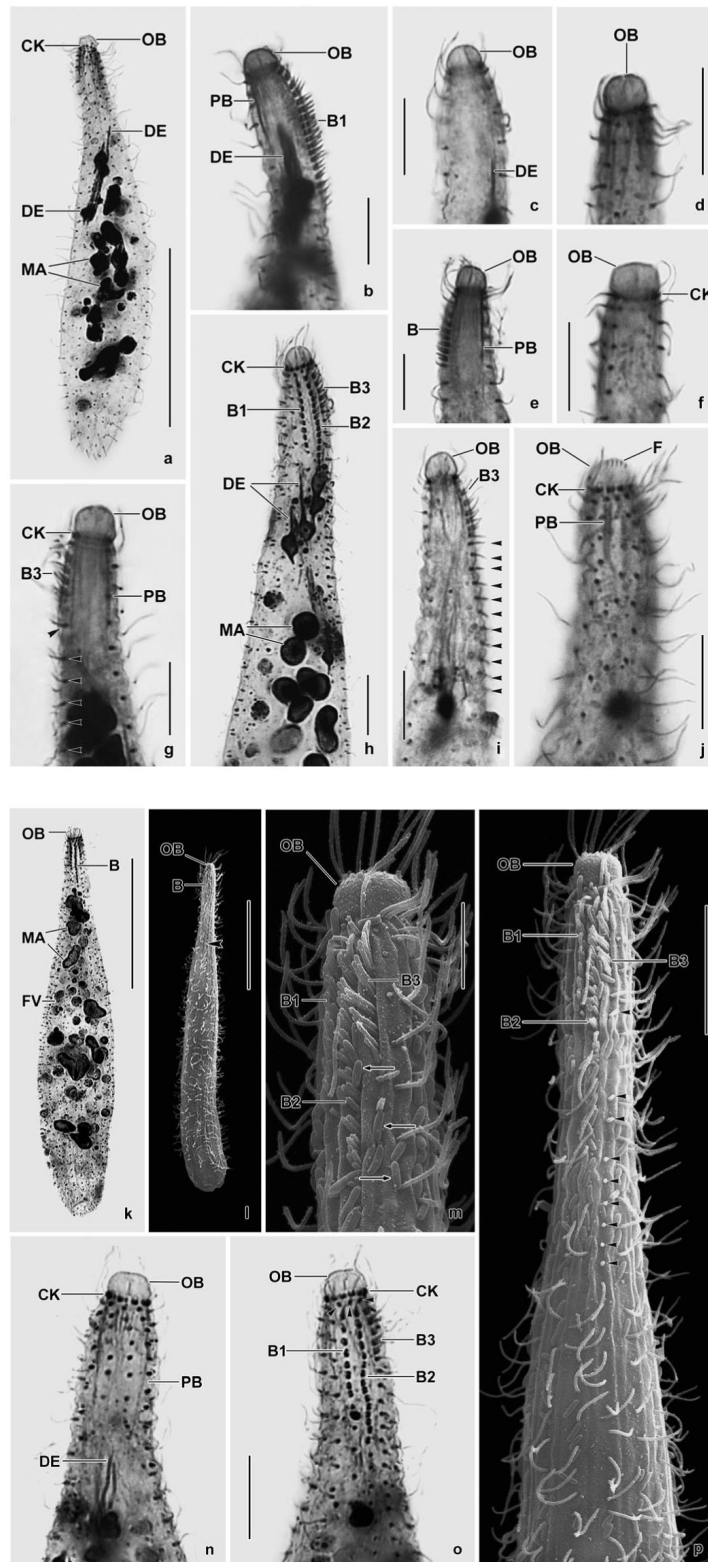 CK OB
DE
DE
MA
a
OB
PB
B1
DE
b
OB
DE
c
OB
d
OB
B
PB
e
OB
CK
f
OB
CK
B3
PB
g
CK
B3
B1
B2
DE
MA
h
OB
B3
i
OB F
CK
PB
j
OB
B
MA
FV
k
OB
B
l
OB
B3
B1
B2
m
OB
CK
PB
DE
n
OB CK
B3
B1
B2
o
OB
B1
B3
B2
p